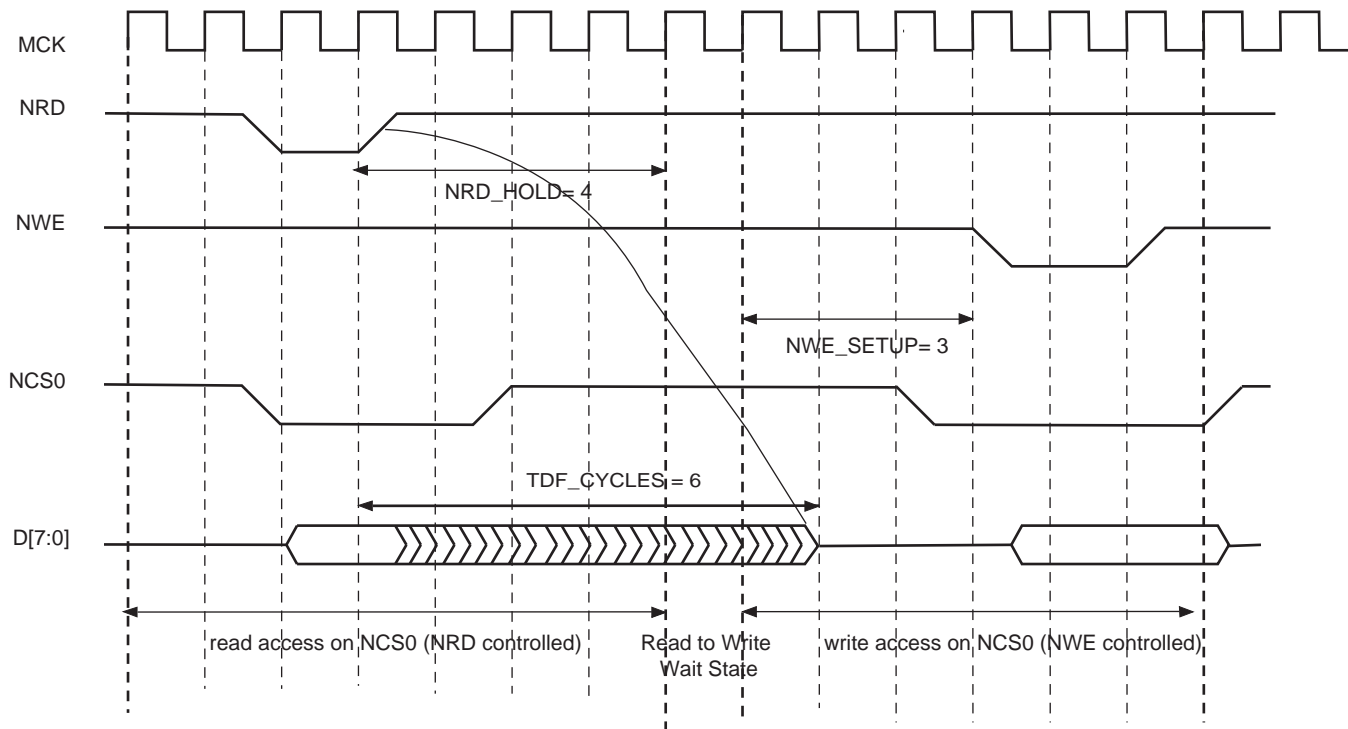 MCK
NRD
NRD_HOLD= 4
NWE
NWE_SETUP= 3
NCS0
TDF_CYCLES = 6
D[7:0]
read access on NCS0 (NRD controlled)
Read to Write
Wait State
write access on NCS0 (NWE controlled)